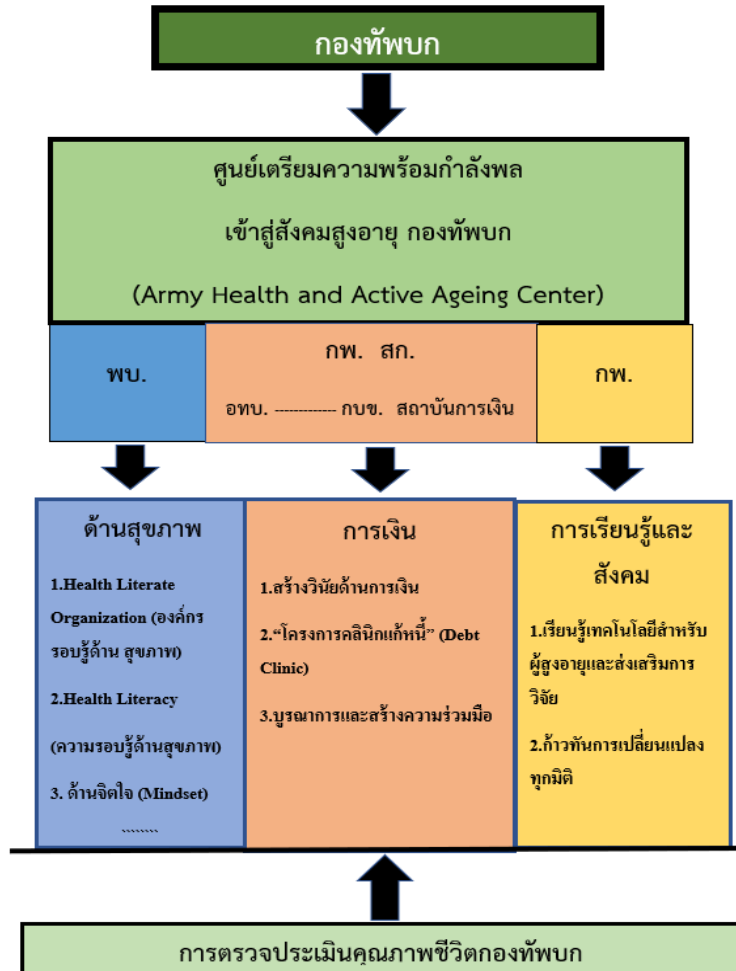 กองทัพบก
ศูนย์เตรียมความพร้อมกำลังพล
เข้าสู่สังคมสูงอายุ กองทัพบก
(Army Health and Active Ageing Center)
พบ.
กพ. สก.
อทบ. ------------- กบข. สถาบันการเงิน
กพ.
ด้านสุขภาพ
1.Health Literate
Organization (องค์กร
รอบรู้ด้าน สุขภาพ)
2.Health Literacy
(ความรอบรู้ด้านสุขภาพ)
3. ด้านจิตใจ (Mindset)
........
การเงิน
1.สร้างวินัยด้านการเงิน
2.“โครงการคลินิกแก้หนี้” (Debt
Clinic)
3.บูรณาการและสร้างความร่วมมือ
การเรียนรู้และ
สังคม
1.เรียนรู้เทคโนโลยีสำหรับ
ผู้สูงอายุและส่งเสริมการ
วิจัย
2.ก้าวทันการเปลี่ยนแปลง
ทุกมิติ
การตรวจประเมินคุณภาพชีวิตกองทัพบก